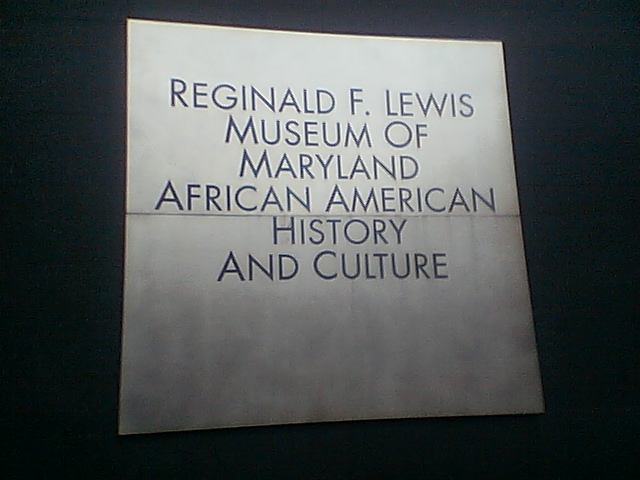 REGINALD F. LEWIS
MUSEUM OF
MARYLAND
AFRICAN AMERICAN
HISTORY
AND CULTURE